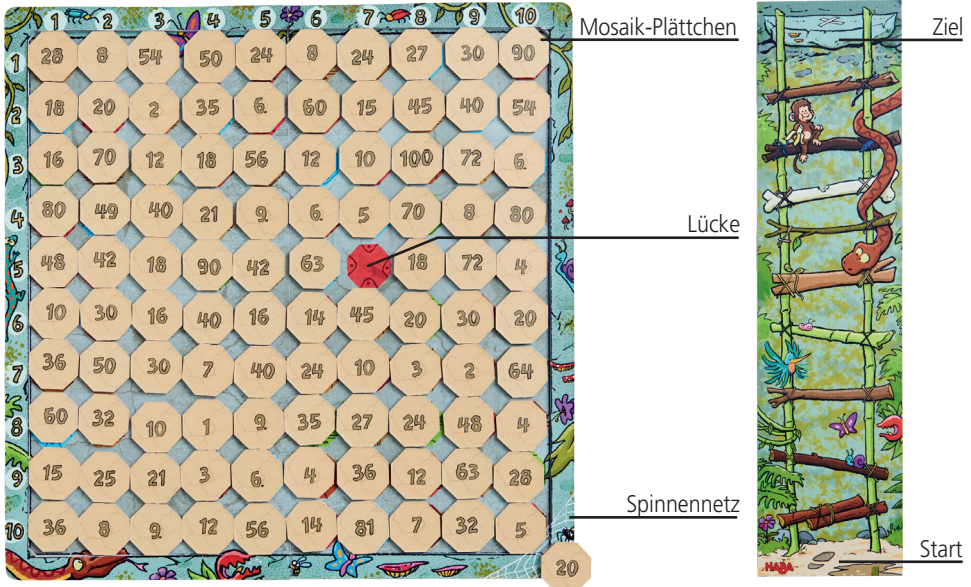 1 2 3 4 5 6 7 8 9 10
1 28 8 54 50 24 8 24 27 30 90
2 18 20 2 35 6. 60 15 45 40 54
3 16 70 12 18 56 12 10 100 72 6.
4 80 49 40 21 9. 6. 5 70 8 80
5 48 42 18 90 42 63 18 72 4
6 10 30 16 40 16 14 45 20 30 20
7 36 50 30 7 40 24 10 3 2 64
8 60 32 10 1 9. 35 27 24 48 4
9 15 25 21 3 6. 4 36 12 63 28
10 36 8 9. 12 56 14 81 7 32 5
20
Mosaik-Plättchen
Lücke
Spinnennetz
Ziel
Start
HABA